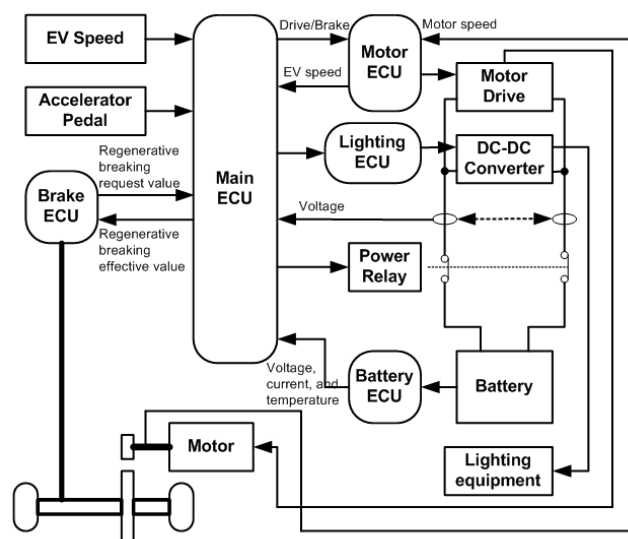 EV Speed
Accelerator
Pedal
Regenerative
breaking
request value
Brake
ECU
Regenerative
breaking
effective value
Main
ECU
Drive/Brake
EV speed
Motor
ECU
Motor speed
Motor
Drive
Lighting
ECU
DC-DC
Converter
Voltage
Power
Relay
Voltage,
current, and
temperature
Battery
ECU
Battery
Motor
Lighting
equipment